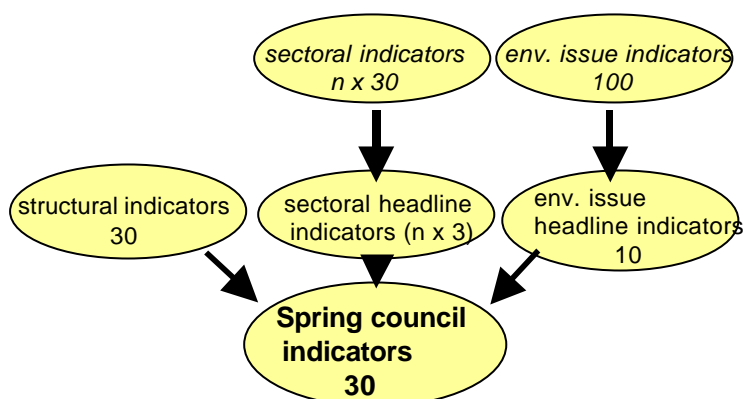 sectoral indicators
n x 30
env. issue indicators
100
structural indicators
30
sectoral headline
indicators (n x 3)
env. issue
headline indicators
10
Spring council
indicators
30